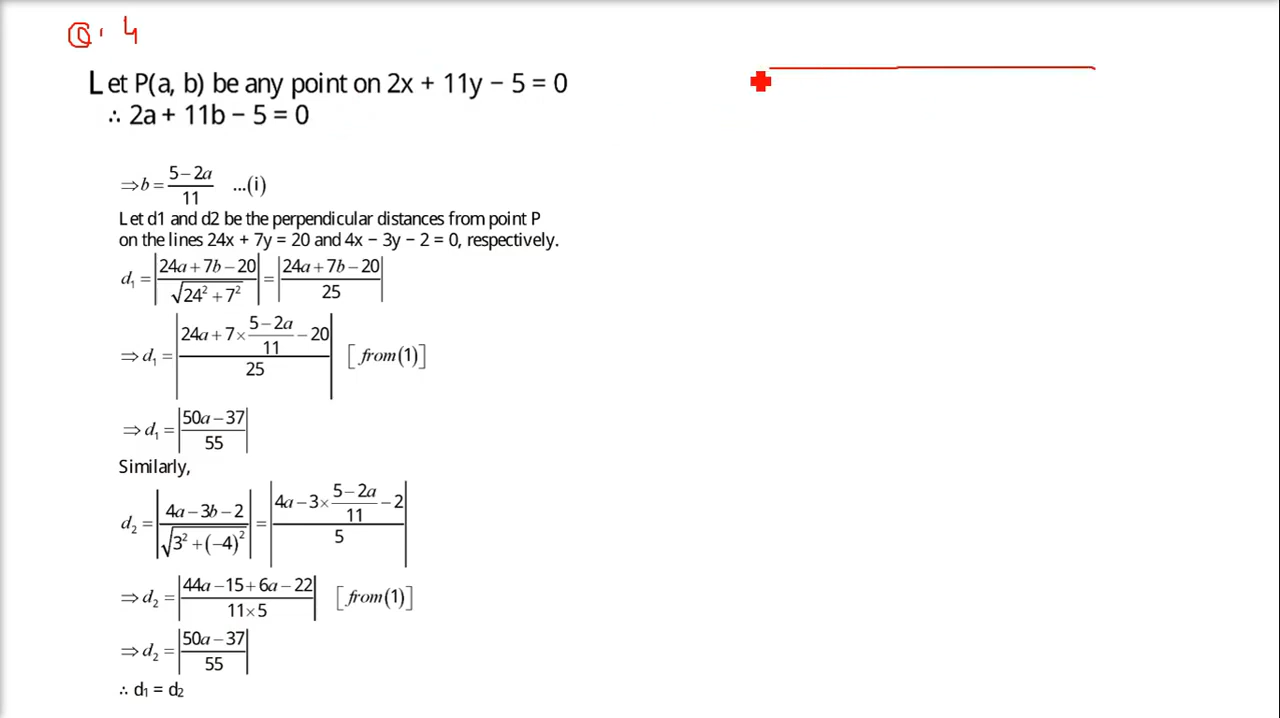 Q. 4
Let P(a, b) be any point on 2x + 11y − 5 = 0
∴ 2a + 11b − 5 = 0
⇒ b = (5 − 2a)/11 ...(i)
Let d1 and d2 be the perpendicular distances from point P
on the lines 24x + 7y = 20 and 4x − 3y − 2 = 0, respectively.
d₁ = |(24a + 7b − 20)/√(24² + 7²)| = |(24a + 7b − 20)/25|
⇒ d₁ = |(24a + 7 × (5 − 2a)/11 − 20)/25| [from(1)]
⇒ d₁ = |(50a − 37)/55|
Similarly,
d₂ = |(4a − 3b − 2)/√(3² + (−4)²)| = |(4a − 3 × (5 − 2a)/11 − 2)/5|
⇒ d₂ = |(44a − 15 + 6a − 22)/(11 × 5)| [from(1)]
⇒ d₂ = |(50a − 37)/55|
∴ d₁ = d₂